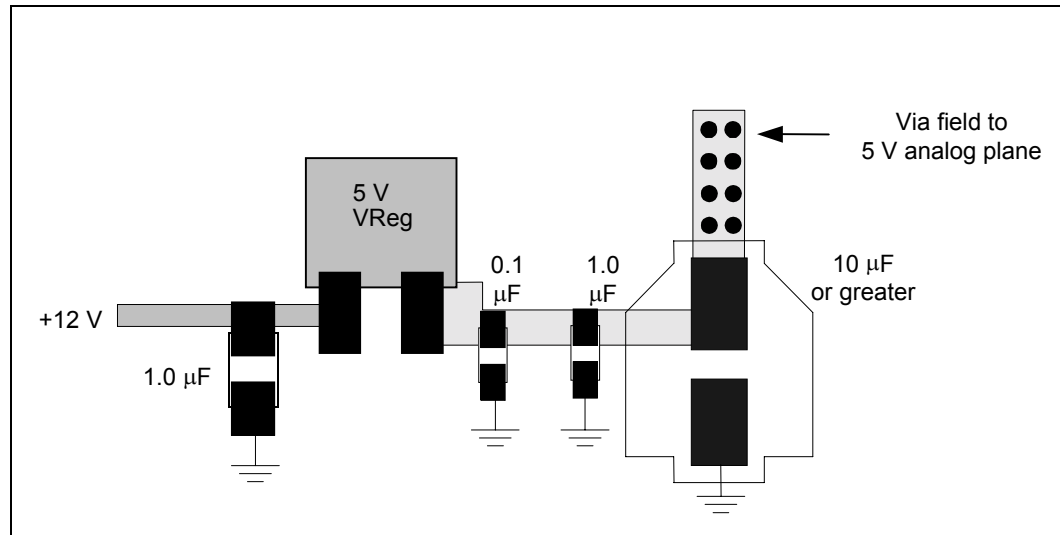 Via field to
5 V analog plane
5 V
VReg
0.1
µF
1.0
µF
10 µF
or greater
+12 V
1.0 µF